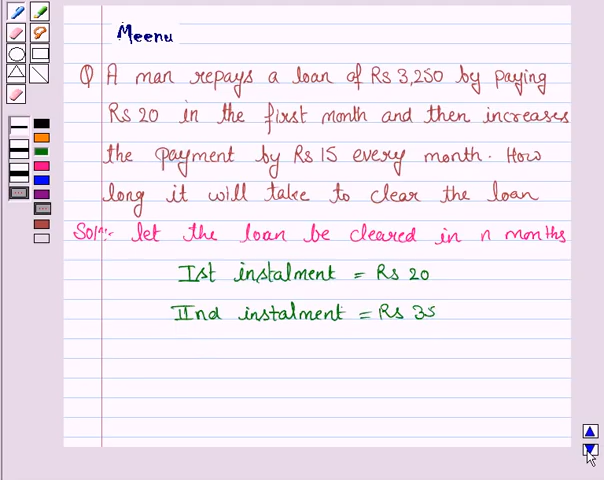 Meenu
Q A man repays a loan of Rs 3,250 by paying
Rs 20 in the first month and then increases
the payment by Rs 15 every month. How
long it will take to clear the loan
Soln:- let the loan be cleared in n months
Ist instalment = Rs 20
IInd instalment = Rs 35